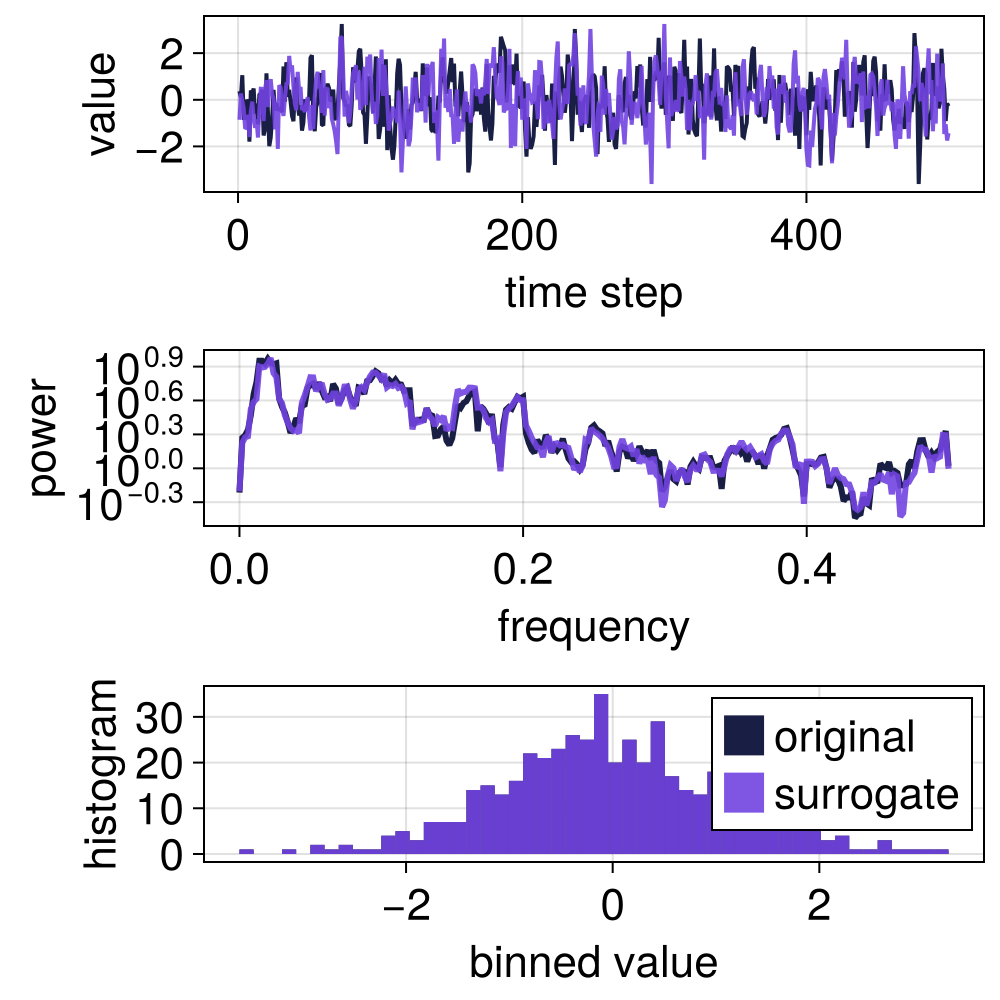 value
2
0
−2
0
200
400
time step
power
10^0.9
10^0.6
10^0.3
10^0.0
10^−0.3
0.0
0.2
0.4
frequency
histogram
30
20
10
0
original
surrogate
−2
0
2
binned value